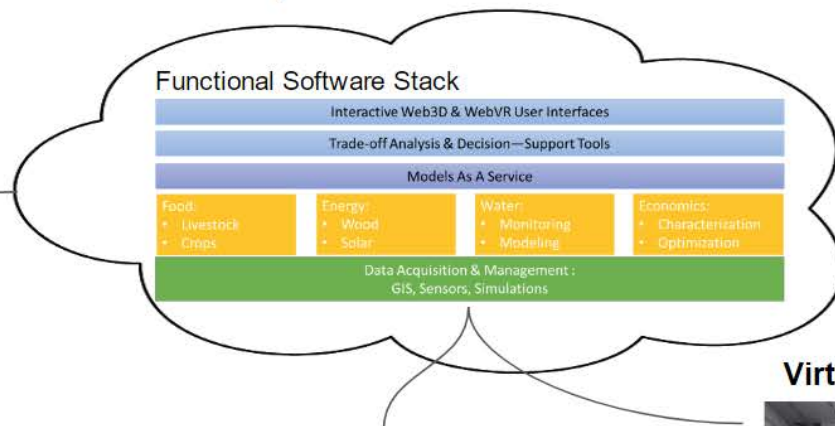 Functional Software Stack
Interactive Web3D & WebVR User Interfaces
Trade-off Analysis & Decision—Support Tools
Models As A Service
Food:
• Livestock
• Crops
Energy:
• Wood
• Solar
Water:
• Monitoring
• Modeling
Economics:
• Characterization
• Optimization
Data Acquisition & Management :
GIS, Sensors, Simulations
Virt